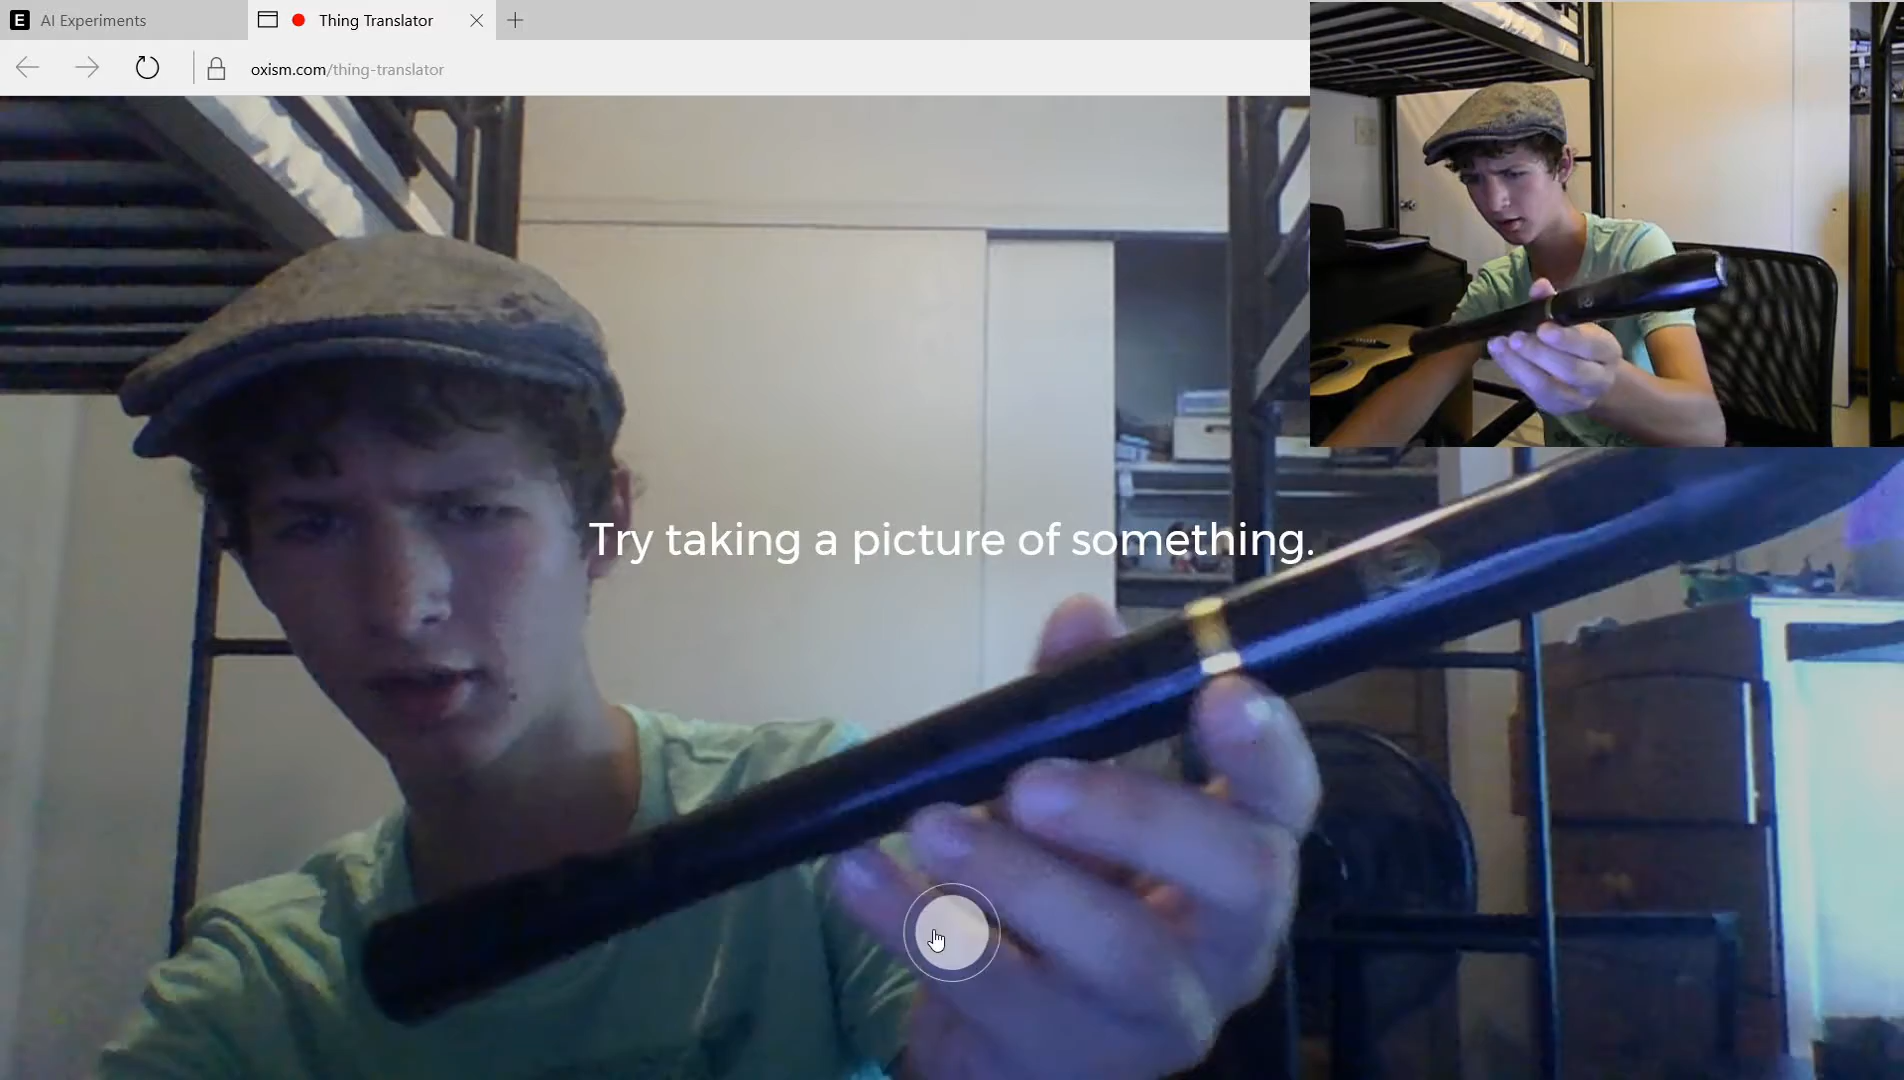 AI Experiments
Thing Translator
oxism.com/thing-translator
Try taking a picture of something.